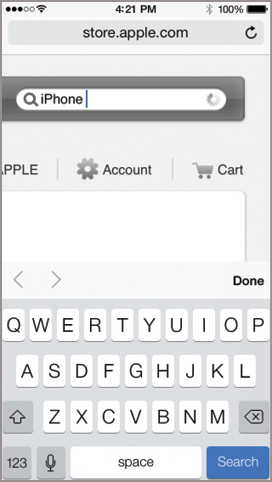 4:21 PM 100%
store.apple.com
iPhone
APPLE Account Cart
Done
Q W E R T Y U I O P
A S D F G H J K L
Z X C V B N M
123 space Search